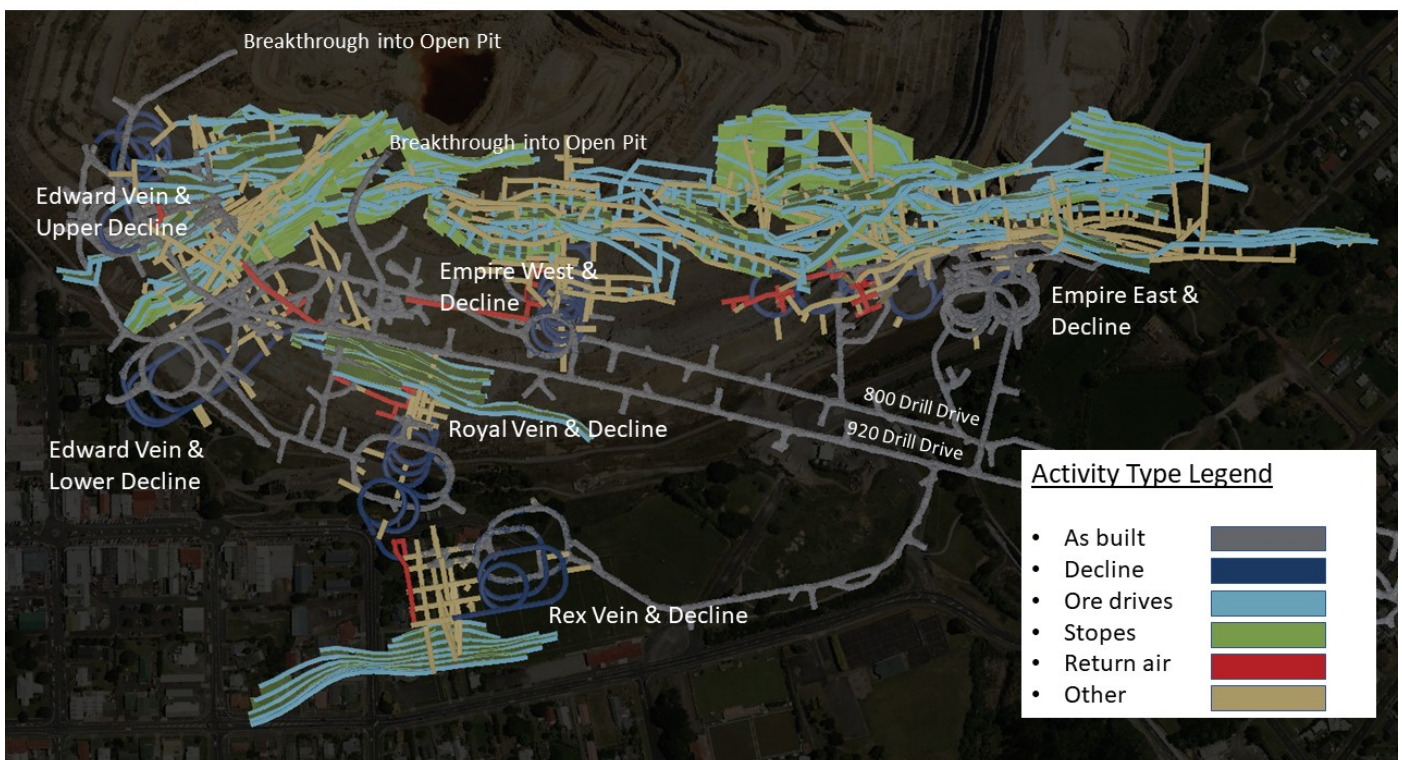 Breakthrough into Open Pit
Breakthrough into Open Pit
Edward Vein &
Upper Decline
Empire West &
Decline
Empire East &
Decline
800 Drill Drive
920 Drill Drive
Royal Vein & Decline
Edward Vein &
Lower Decline
Rex Vein & Decline
Activity Type Legend
• As built
• Decline
• Ore drives
• Stopes
• Return air
• Other